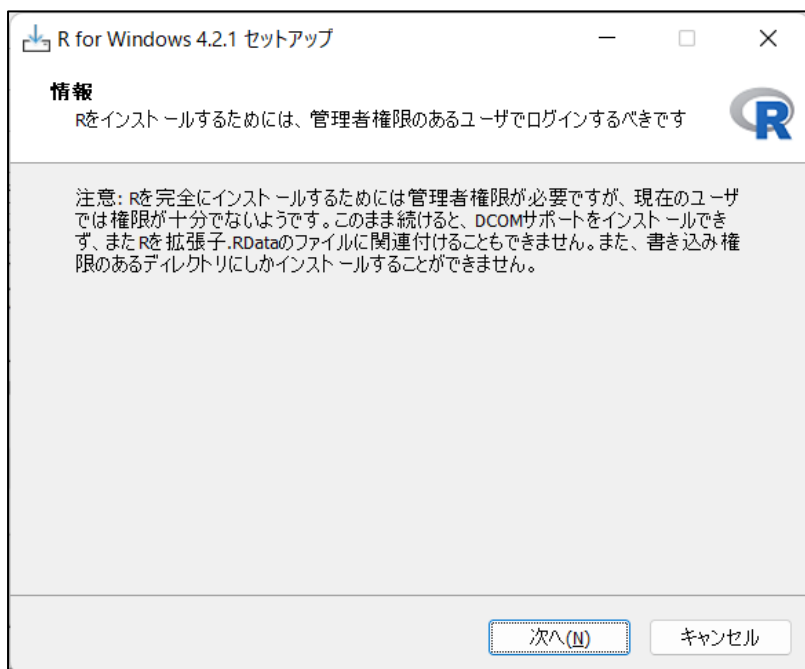 R for Windows 4.2.1 セットアップ
情報
Rをインストールするためには、管理者権限のあるユーザでログインするべきです
R
注意: Rを完全にインストールするためには管理者権限が必要ですが、現在のユーザ
では権限が十分でないようです。このまま続けると、DCOMサポートをインストールでき
ず、またRを拡張子.RDataのファイルに関連付けることもできません。また、書き込み権
限のあるディレクトリにしかインストールすることができません。
次へ(N)
キャンセル